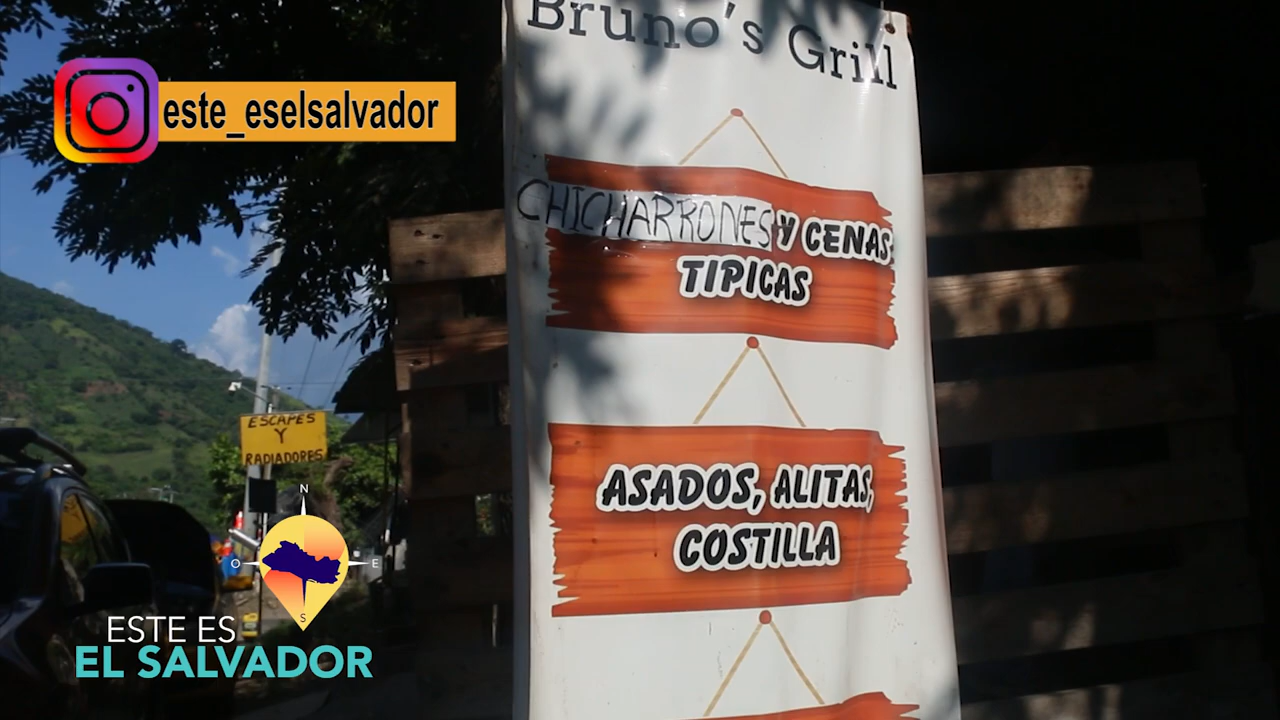 Bruno's Grill
este_eselsalvador
CHICHARRONES Y CENAS
TIPICAS
ESCAPES
Y
RADIADORES
ASADOS, ALITAS,
COSTILLA
N
O
E
S
ESTE ES
EL SALVADOR